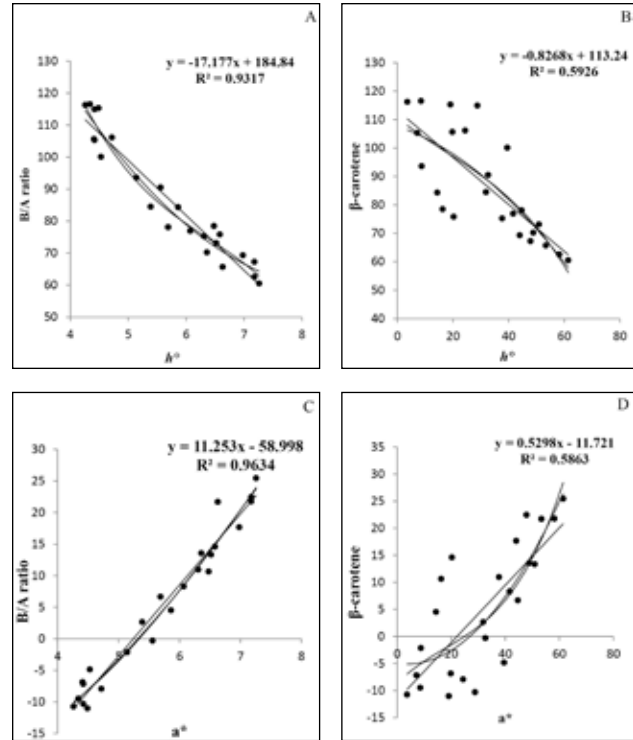 A
y = -17.177x + 184.84
R² = 0.9317
B/A ratio
130
120
110
100
90
80
70
60
50
4 5 6 7 8
h°
B
y = -0.8268x + 113.24
R² = 0.5926
β-carotene
130
120
110
100
90
80
70
60
50
40
0 20 40 60 80
h°
C
y = 11.253x - 58.998
R² = 0.9634
B/A ratio
30
25
20
15
10
5
0
-5
-10
-15
4 6 8
a*
D
y = 0.5298x - 11.721
R² = 0.5863
β-carotene
35
30
25
20
15
10
5
0
-5
-10
-15
0 20 40 60 80
a*